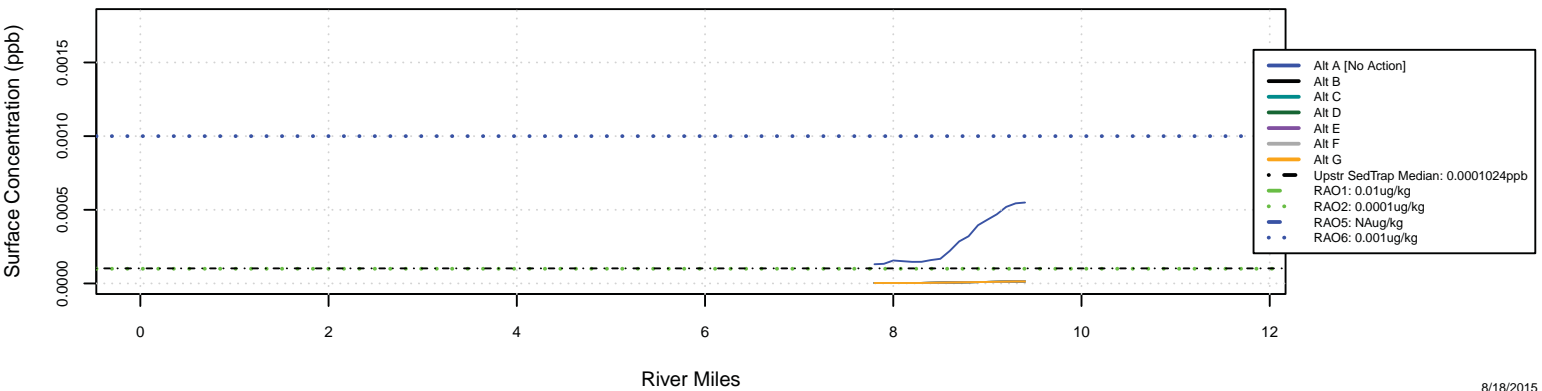 Surface Concentration (ppb)
0.0015
0.0010
0.0005
0.0000
0 2 4 6 8 10 12
River Miles
Alt A [No Action]
Alt B
Alt C
Alt D
Alt E
Alt F
Alt G
Upstr SedTrap Median: 0.0001024ppb
RAO1: 0.01ug/kg
RAO2: 0.0001ug/kg
RAO5: NAug/kg
RAO6: 0.001ug/kg
8/18/2015